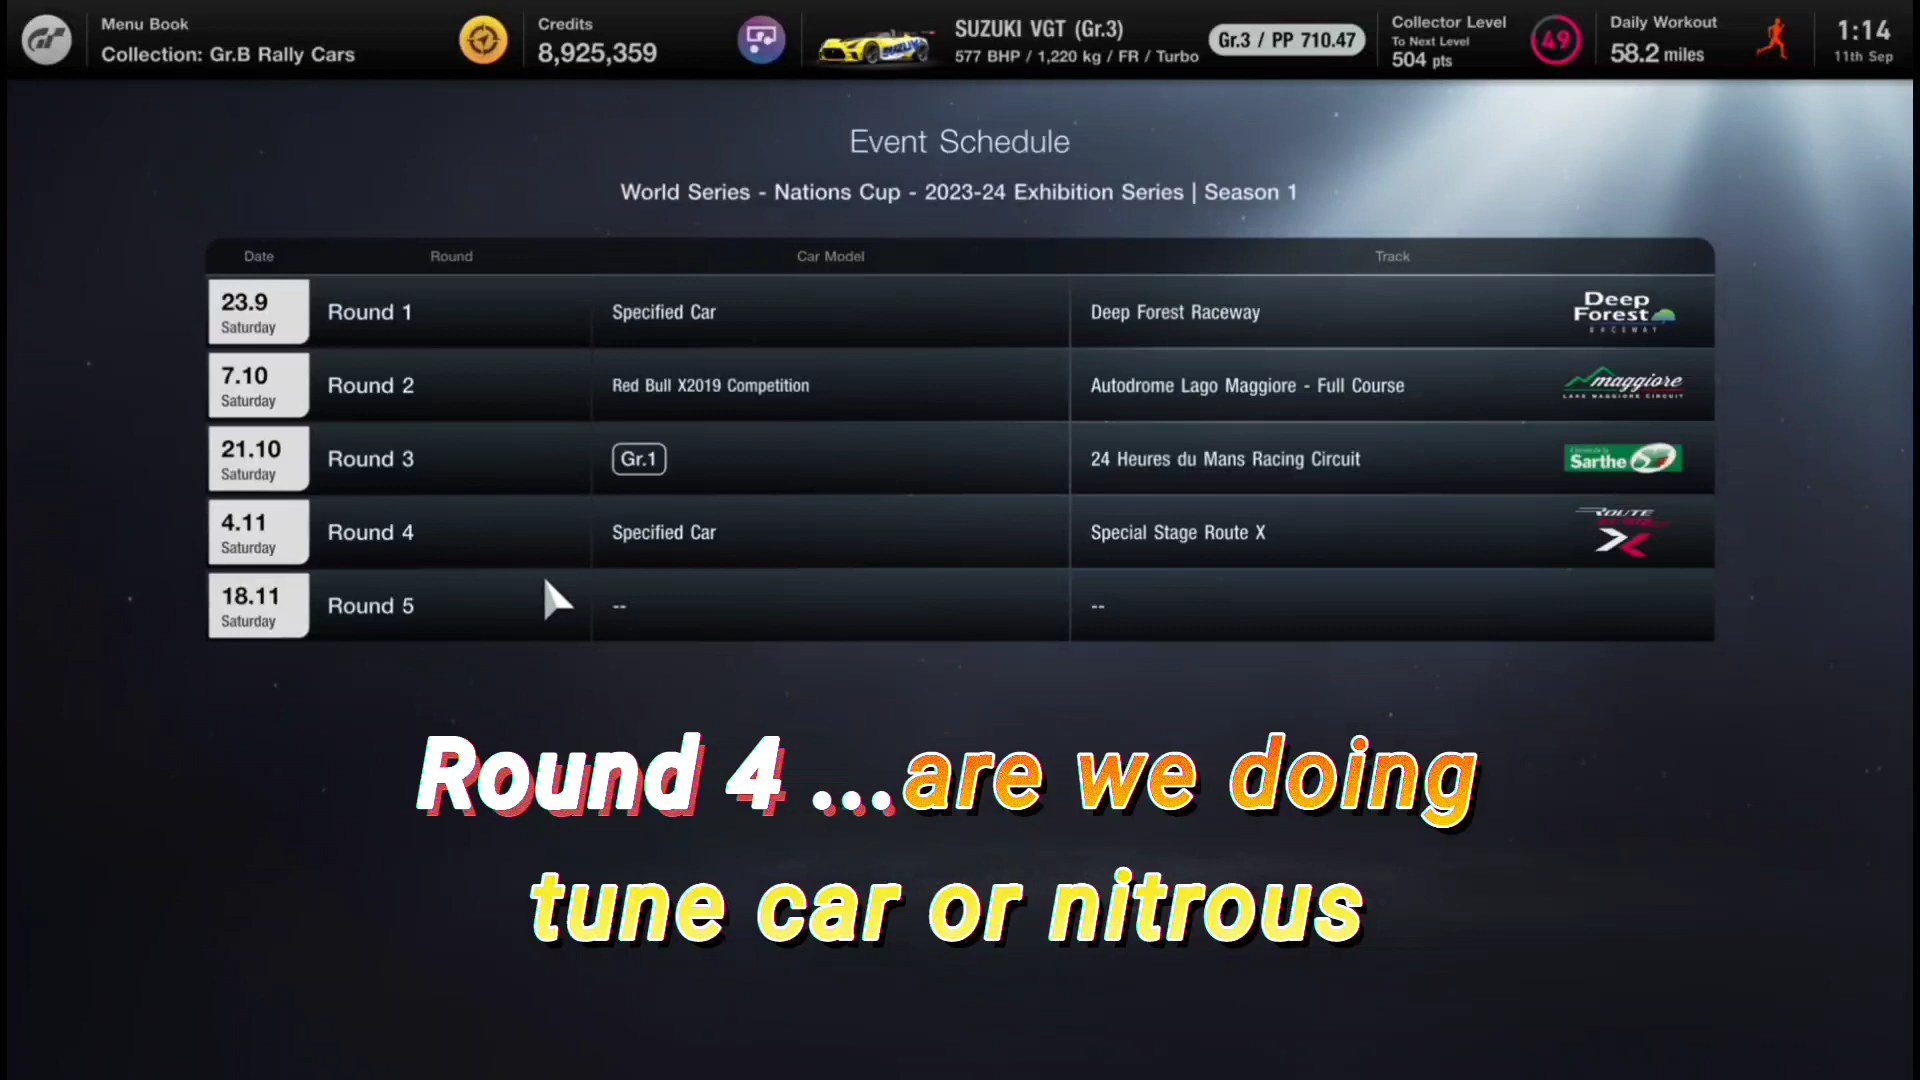 Menu Book
Collection: Gr.B Rally Cars
Credits
8,925,359
SUZUKI VGT (Gr.3)
577 BHP / 1,220 kg / FR / Turbo
Gr.3 / PP 710.47
Collector Level
To Next Level
504 pts
49
Daily Workout
58.2 miles
1:14
11th Sep
SUZUKI
Event Schedule
World Series - Nations Cup - 2023-24 Exhibition Series | Season 1
Date Round Car Model Track
23.9
Saturday
Round 1 Specified Car Deep Forest Raceway
Deep
Forest
RACEWAY
7.10
Saturday
Round 2 Red Bull X2019 Competition Autodrome Lago Maggiore - Full Course
maggiore
LAKE MAGGIORE CIRCUIT
21.10
Saturday
Round 3 Gr.1 24 Heures du Mans Racing Circuit
Sarthe
4.11
Saturday
Round 4 Specified Car Special Stage Route X
ROUTE
X
18.11
Saturday
Round 5 -- --
Round 4 ...are we doing
tune car or nitrous